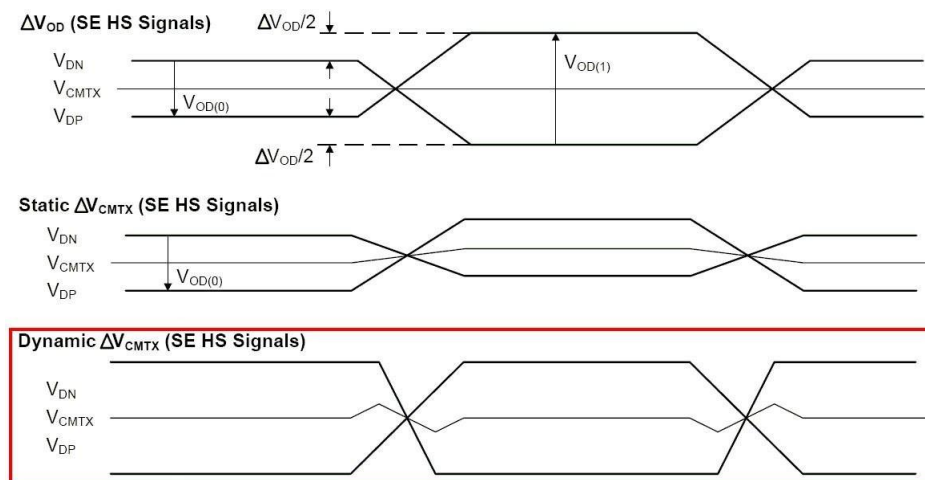 ΔV_OD (SE HS Signals)
ΔV_OD/2
V_DN
V_CMTX
V_OD(0)
V_OD(1)
V_DP
ΔV_OD/2
Static ΔV_CMTX (SE HS Signals)
V_DN
V_CMTX
V_OD(0)
V_DP
Dynamic ΔV_CMTX (SE HS Signals)
V_DN
V_CMTX
V_DP